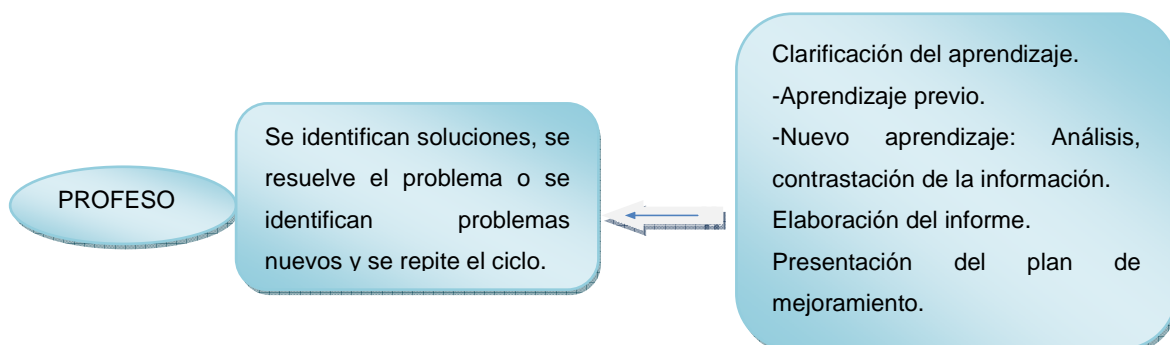 PROFESO
Se identifican soluciones, se
resuelve el problema o se
identifican problemas
nuevos y se repite el ciclo.
Clarificación del aprendizaje.
-Aprendizaje previo.
-Nuevo aprendizaje: Análisis,
contrastación de la información.
Elaboración del informe.
Presentación del plan de
mejoramiento.